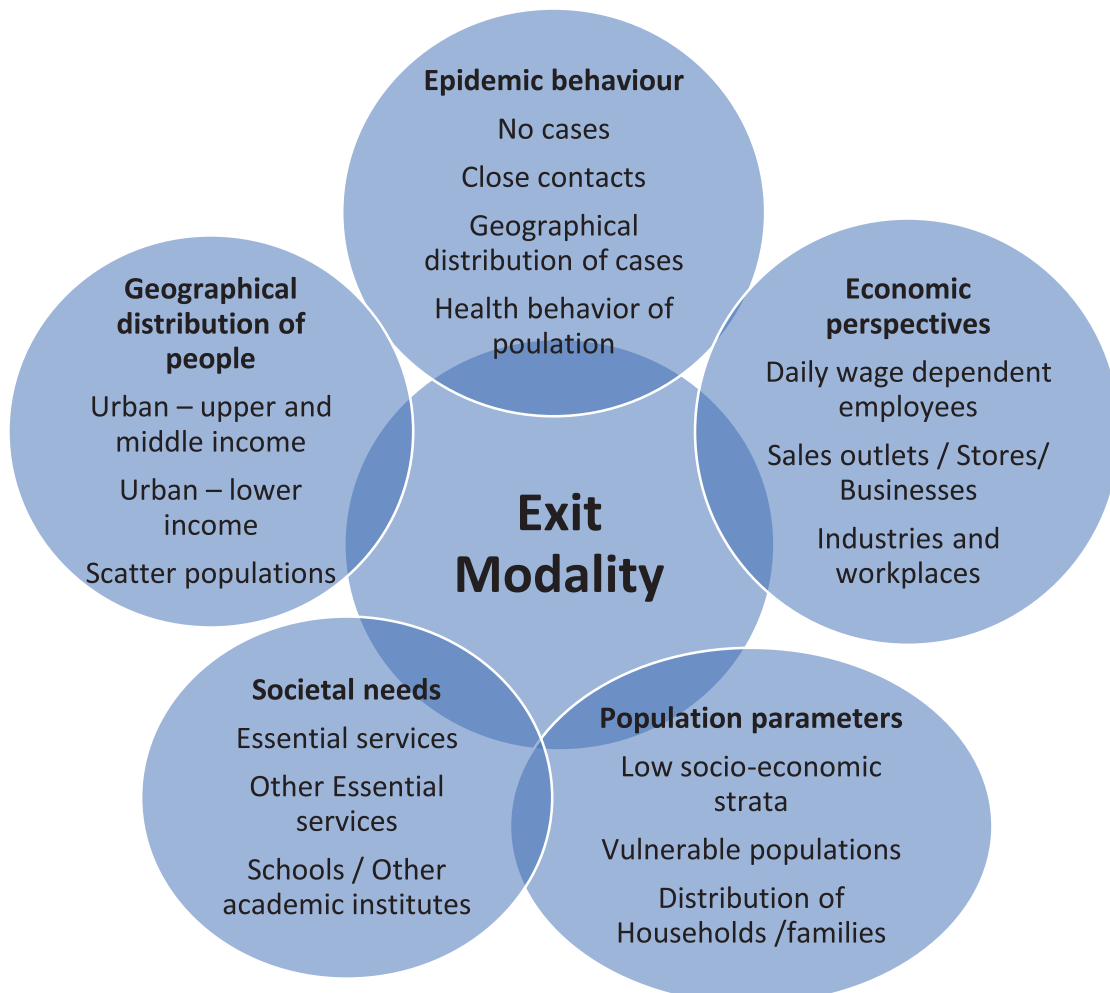 Epidemic behaviour
No cases
Close contacts
Geographical
distribution of cases
Health behavior of
poulation
Geographical
distribution of
people
Urban – upper and
middle income
Urban – lower
income
Scatter populations
Economic
perspectives
Daily wage dependent
employees
Sales outlets / Stores/
Businesses
Industries and
workplaces
Exit
Modality
Societal needs
Essential services
Other Essential
services
Schools / Other
academic institutes
Population parameters
Low socio-economic
strata
Vulnerable populations
Distribution of
Households /families